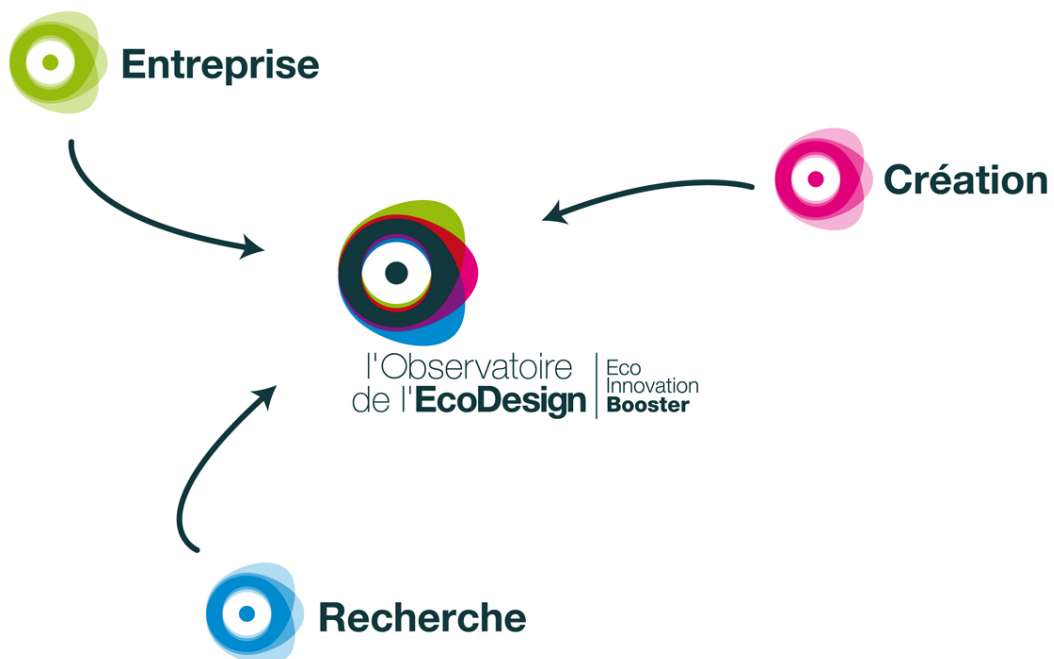 Entreprise
Création
l'Observatoire
de l'EcoDesign
Eco
Innovation
Booster
Recherche